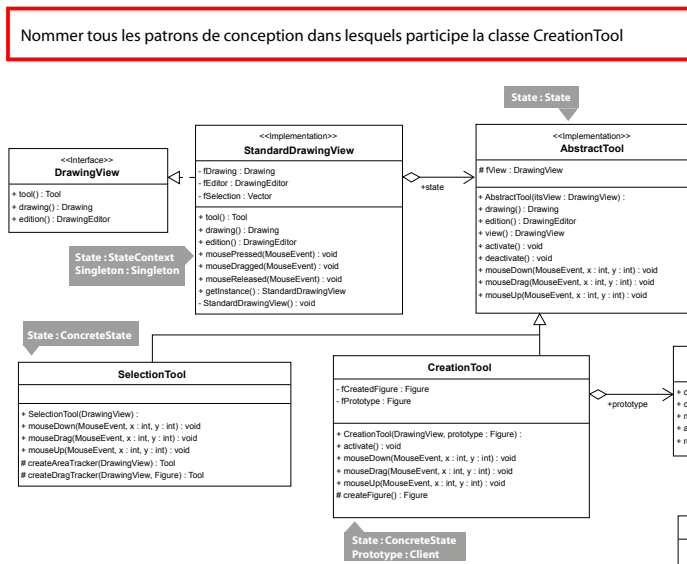 Nommer tous les patrons de conception dans lesquels participe la classe CreationTool
State : State
<<Interface>>
DrawingView
+ tool() : Tool
+ drawing() : Drawing
+ edition() : DrawingEditor
<<Implementation>>
StandardDrawingView
- fDrawing : Drawing
- fEditor : DrawingEditor
- fSelection : Vector
+ tool() : Tool
+ drawing() : Drawing
+ edition() : DrawingEditor
+ mousePressed(MouseEvent) : void
+ mouseDragged(MouseEvent) : void
+ mouseReleased(MouseEvent) : void
+ getInstance() : StandardDrawingView
- StandardDrawingView() : void
+state
<<Implementation>>
AbstractTool
# fView : DrawingView
+ AbstractTool(itsView : DrawingView) :
+ drawing() : Drawing
+ edition() : DrawingEditor
+ view() : DrawingView
+ activate() : void
+ deactivate() : void
+ mouseDown(MouseEvent, x : int, y : int) : void
+ mouseDrag(MouseEvent, x : int, y : int) : void
+ mouseUp(MouseEvent, x : int, y : int) : void
State : StateContext
Singleton : Singleton
State : ConcreteState
SelectionTool
+ SelectionTool(DrawingView) :
+ mouseDown(MouseEvent, x : int, y : int) : void
+ mouseDrag(MouseEvent, x : int, y : int) : void
+ mouseUp(MouseEvent, x : int, y : int) : void
# createAreaTracker(DrawingView) : Tool
# createDragTracker(DrawingView, Figure) : Tool
CreationTool
- fCreatedFigure : Figure
- fPrototype : Figure
+ CreationTool(DrawingView, prototype : Figure) :
+ activate() : void
+ mouseDown(MouseEvent, x : int, y : int) : void
+ mouseDrag(MouseEvent, x : int, y : int) : void
+ mouseUp(MouseEvent, x : int, y : int) : void
# createFigure() : Figure
+prototype
State : ConcreteState
Prototype : Client